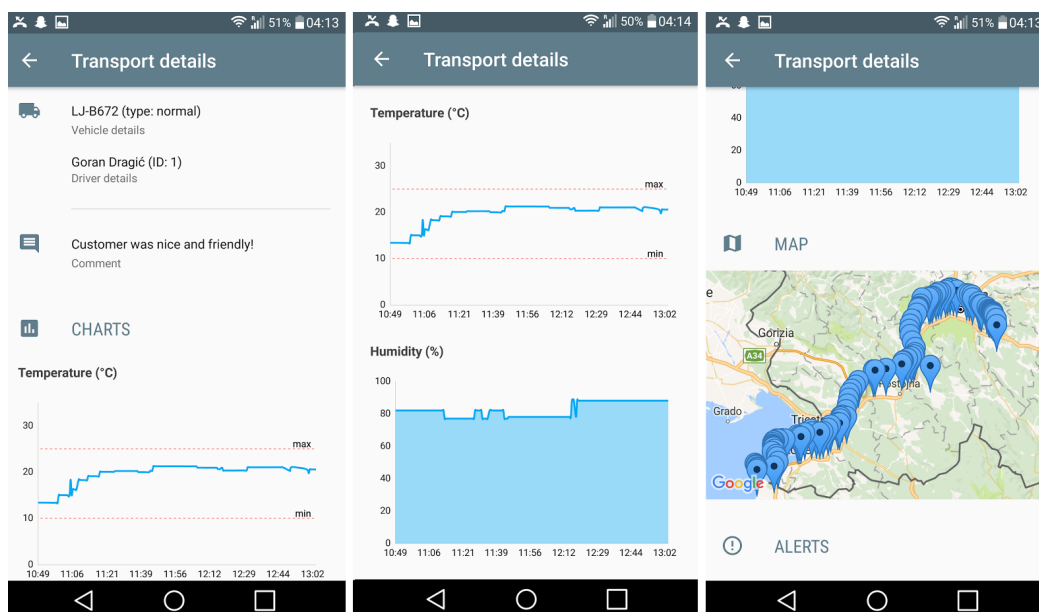 51% 04:13
Transport details
LJ-B672 (type: normal)
Vehicle details
Goran Dragić (ID: 1)
Driver details
Customer was nice and friendly!
Comment
CHARTS
Temperature (°C)
30
max
20
10
min
0
10:49 11:06 11:21 11:39 11:56 12:12 12:29 12:44 13:02
50% 04:14
Transport details
Temperature (°C)
30
max
20
min
10
0
10:49 11:06 11:21 11:39 11:56 12:12 12:29 12:44 13:02
Humidity (%)
100
80
60
40
20
0
10:49 11:06 11:21 11:39 11:56 12:12 12:29 12:44 13:02
51% 04:13
Transport details
40
20
0
10:49 11:06 11:21 11:39 11:56 12:12 12:29 12:44 13:02
MAP
e
Gorizia
A34
Grado
Google
ALERTS